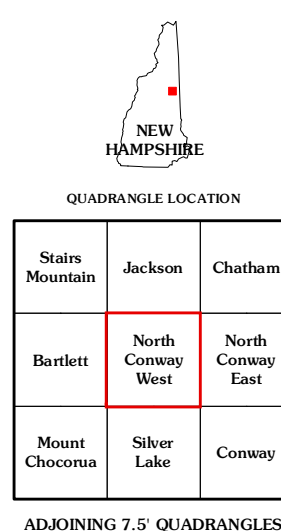 NEW
HAMPSHIRE
QUADRANGLE LOCATION
Stairs
Mountain
Jackson
Chatham
Bartlett
North
Conway
West
North
Conway
East
Mount
Chocorua
Silver
Lake
Conway
ADJOINING 7.5' QUADRANGLES